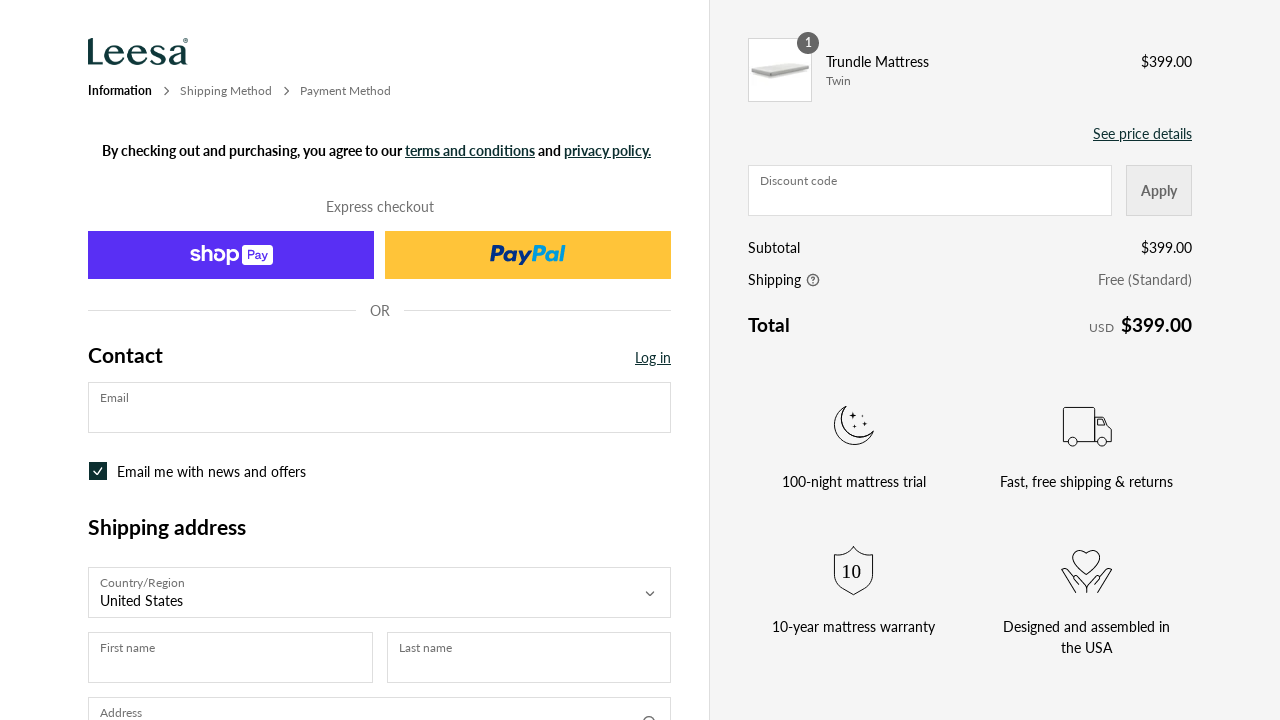 Leesa®
Information > Shipping Method > Payment Method
By checking out and purchasing, you agree to our terms and conditions and privacy policy.
Express checkout
shop Pay
PayPal
OR
Contact
Log in
Email
Email me with news and offers
Shipping address
Country/Region
United States
First name
Last name
Address
1
Trundle Mattress
$399.00
Twin
See price details
Discount code
Apply
Subtotal
$399.00
Shipping
Free (Standard)
Total
USD $399.00
100-night mattress trial
Fast, free shipping & returns
10
10-year mattress warranty
Designed and assembled in
the USA